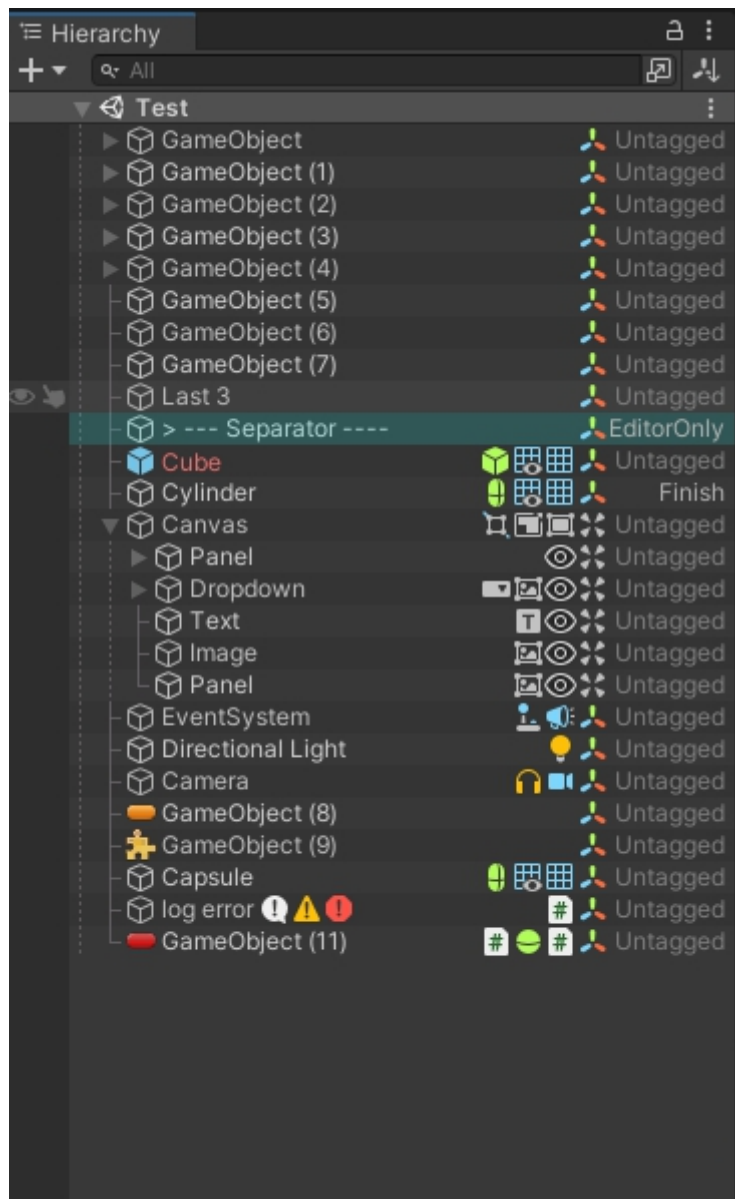 Hierarchy
All
Test
GameObject Untagged
GameObject (1) Untagged
GameObject (2) Untagged
GameObject (3) Untagged
GameObject (4) Untagged
GameObject (5) Untagged
GameObject (6) Untagged
GameObject (7) Untagged
Last 3 Untagged
> --- Separator ---- EditorOnly
Cube Untagged
Cylinder Finish
Canvas Untagged
Panel Untagged
Dropdown Untagged
Text T Untagged
Image Untagged
Panel Untagged
EventSystem Untagged
Directional Light Untagged
Camera Untagged
GameObject (8) Untagged
GameObject (9) Untagged
Capsule Untagged
log error ! ! ! # Untagged
GameObject (11) # # Untagged